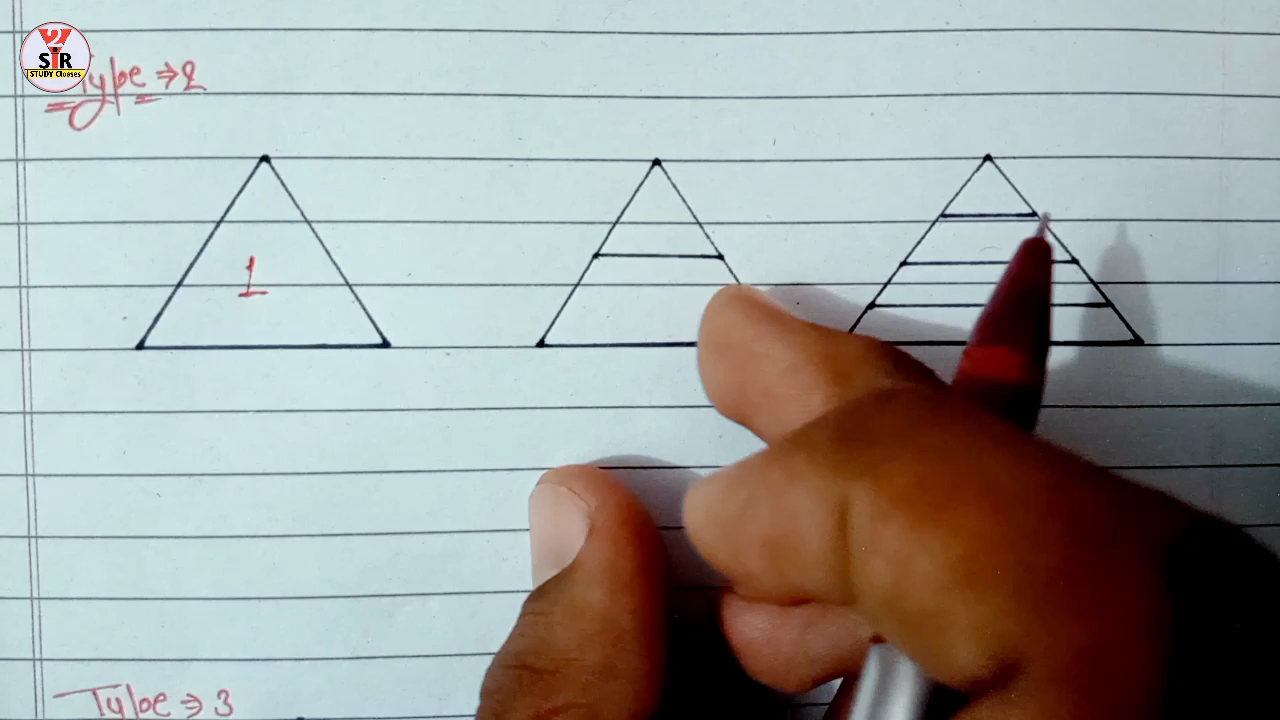 SIR
STUDY Classes
Type ⇒ 2
1
Type ⇒ 3